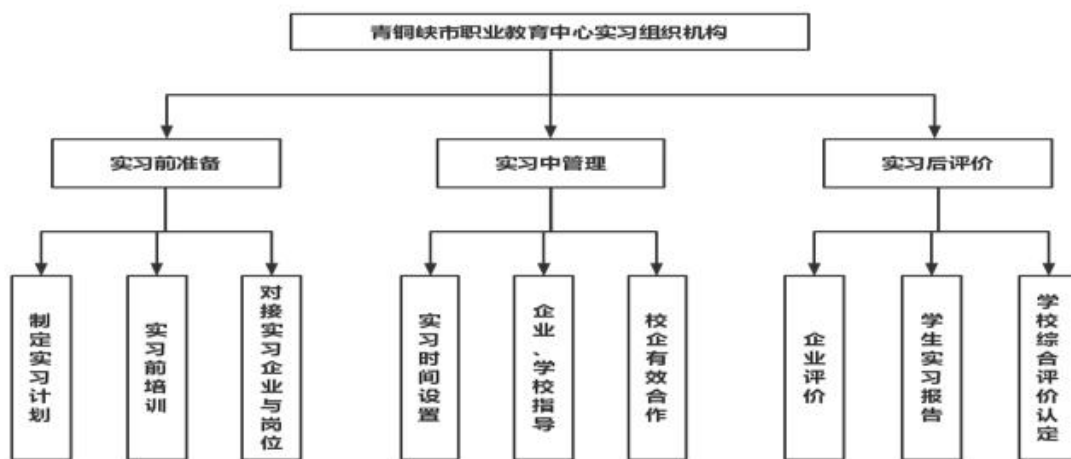 青铜峡市职业教育中心实习组织机构
实习前准备
实习中管理
实习后评价
制定实习计划
实习前培训
对接实习企业与岗位
实习时间设置
企业、学校指导
校企有效合作
企业评价
学生实习报告
学校综合评价认定